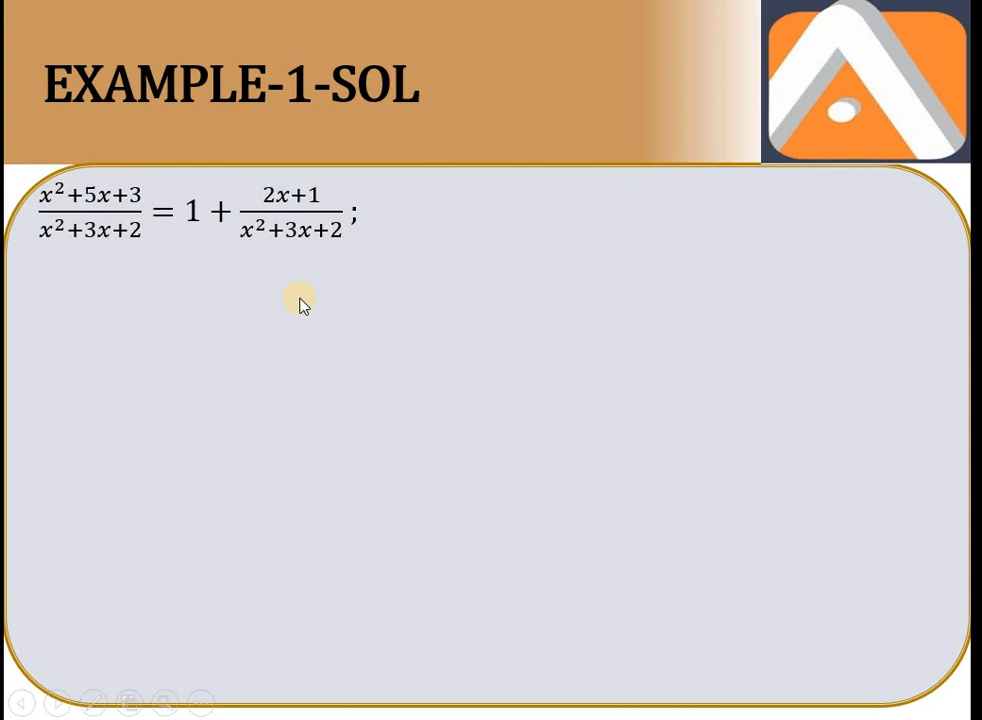 EXAMPLE-1-SOL
(x²+5x+3)/(x²+3x+2) = 1 + (2x+1)/(x²+3x+2) ;